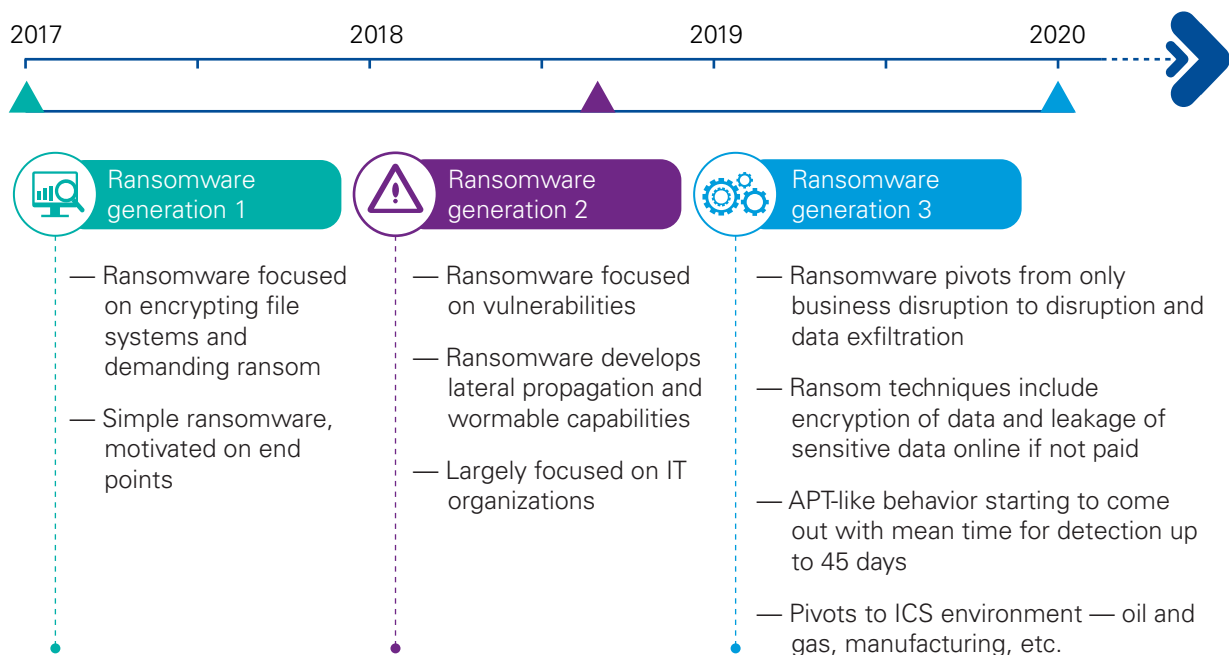 2017
2018
2019
2020
Ransomware
generation 1
— Ransomware focused
on encrypting file
systems and
demanding ransom
— Simple ransomware,
motivated on end
points
Ransomware
generation 2
— Ransomware focused
on vulnerabilities
— Ransomware develops
lateral propagation and
wormable capabilities
— Largely focused on IT
organizations
Ransomware
generation 3
— Ransomware pivots from only
business disruption to disruption and
data exfiltration
— Ransom techniques include
encryption of data and leakage of
sensitive data online if not paid
— APT-like behavior starting to come
out with mean time for detection up
to 45 days
— Pivots to ICS environment — oil and
gas, manufacturing, etc.